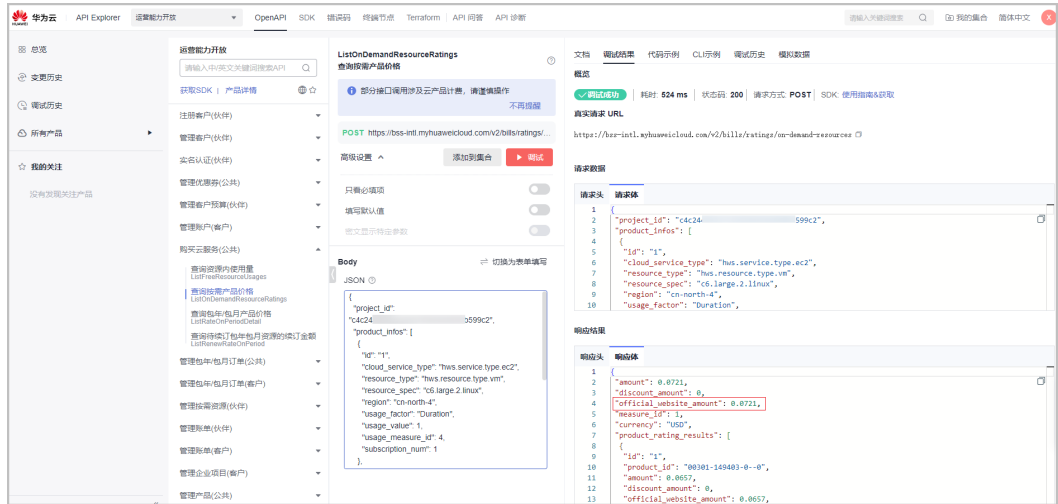 HUAWEI 华为云
API Explorer
运营能力开放
OpenAPI SDK 错误码 终端节点 Terraform API 问答 API 诊断
请输入关键词搜索
我的集合 简体中文 X
总览
变更历史
调试历史
所有产品
我的关注
没有发现关注产品
运营能力开放
请输入中/英文关键词搜索API
获取SDK | 产品详情
注册客户(伙伴)
管理客户(伙伴)
实名认证(伙伴)
管理优惠券(公共)
管理客户预算(伙伴)
管理账户(客户)
购买云服务(公共)
查询资源内使用量
ListFreeResourceUsages
查询按需产品价格
ListOnDemandResourceRatings
查询包年/包月产品价格
ListRateOnPeriodDetail
查询待续订包年包月资源的续订金额
ListRenewRateOnPeriod
管理包年/包月订单(公共)
管理包年/包月订单(客户)
管理按需资源(伙伴)
管理账单(伙伴)
管理账单(客户)
管理企业项目(客户)
管理产品(公共)
ListOnDemandResourceRatings
查询按需产品价格
部分接口调用涉及云产品计费，请谨慎操作
不再提醒
POST https://bss-intl.myhuaweicloud.com/v2/bills/ratings/...
高级设置 添加到集合 调试
只看必填项
填写默认值
密文显示特定参数
Body 切换为表单填写
JSON
{
"project_id":
"c4c24 b599c2",
"product_infos": [
{
"id": "1",
"cloud_service_type": "hws.service.type.ec2",
"resource_type": "hws.resource.type.vm",
"resource_spec": "c6.large.2.linux",
"region": "cn-north-4",
"usage_factor": "Duration",
"usage_value": 1,
"usage_measure_id": 4,
"subscription_num": 1
},
文档 调试结果 代码示例 CLI示例 调试历史 模拟数据
概览
调试成功 耗时: 524 ms 状态码: 200 请求方式: POST SDK: 使用指南&获取
真实请求 URL
https://bss-intl.myhuaweicloud.com/v2/bills/ratings/on-demand-resources
请求数据
请求头 请求体
1 {
2 "project_id": "c4c24 599c2",
3 "product_infos": [
4 {
5 "id": "1",
6 "cloud_service_type": "hws.service.type.ec2",
7 "resource_type": "hws.resource.type.vm",
8 "resource_spec": "c6.large.2.linux",
9 "region": "cn-north-4",
10 "usage_factor": "Duration",
响应结果
响应头 响应体
1 {
2 "amount": 0.0721,
3 "discount_amount": 0,
4 "official_website_amount": 0.0721,
5 "measure_id": 1,
6 "currency": "USD",
7 "product_rating_results": [
8 {
9 "id": "1",
10 "product_id": "00301-149403-0--0",
11 "amount": 0.0657,
12 "discount_amount": 0,
13 "official_website_amount": 0.0657,